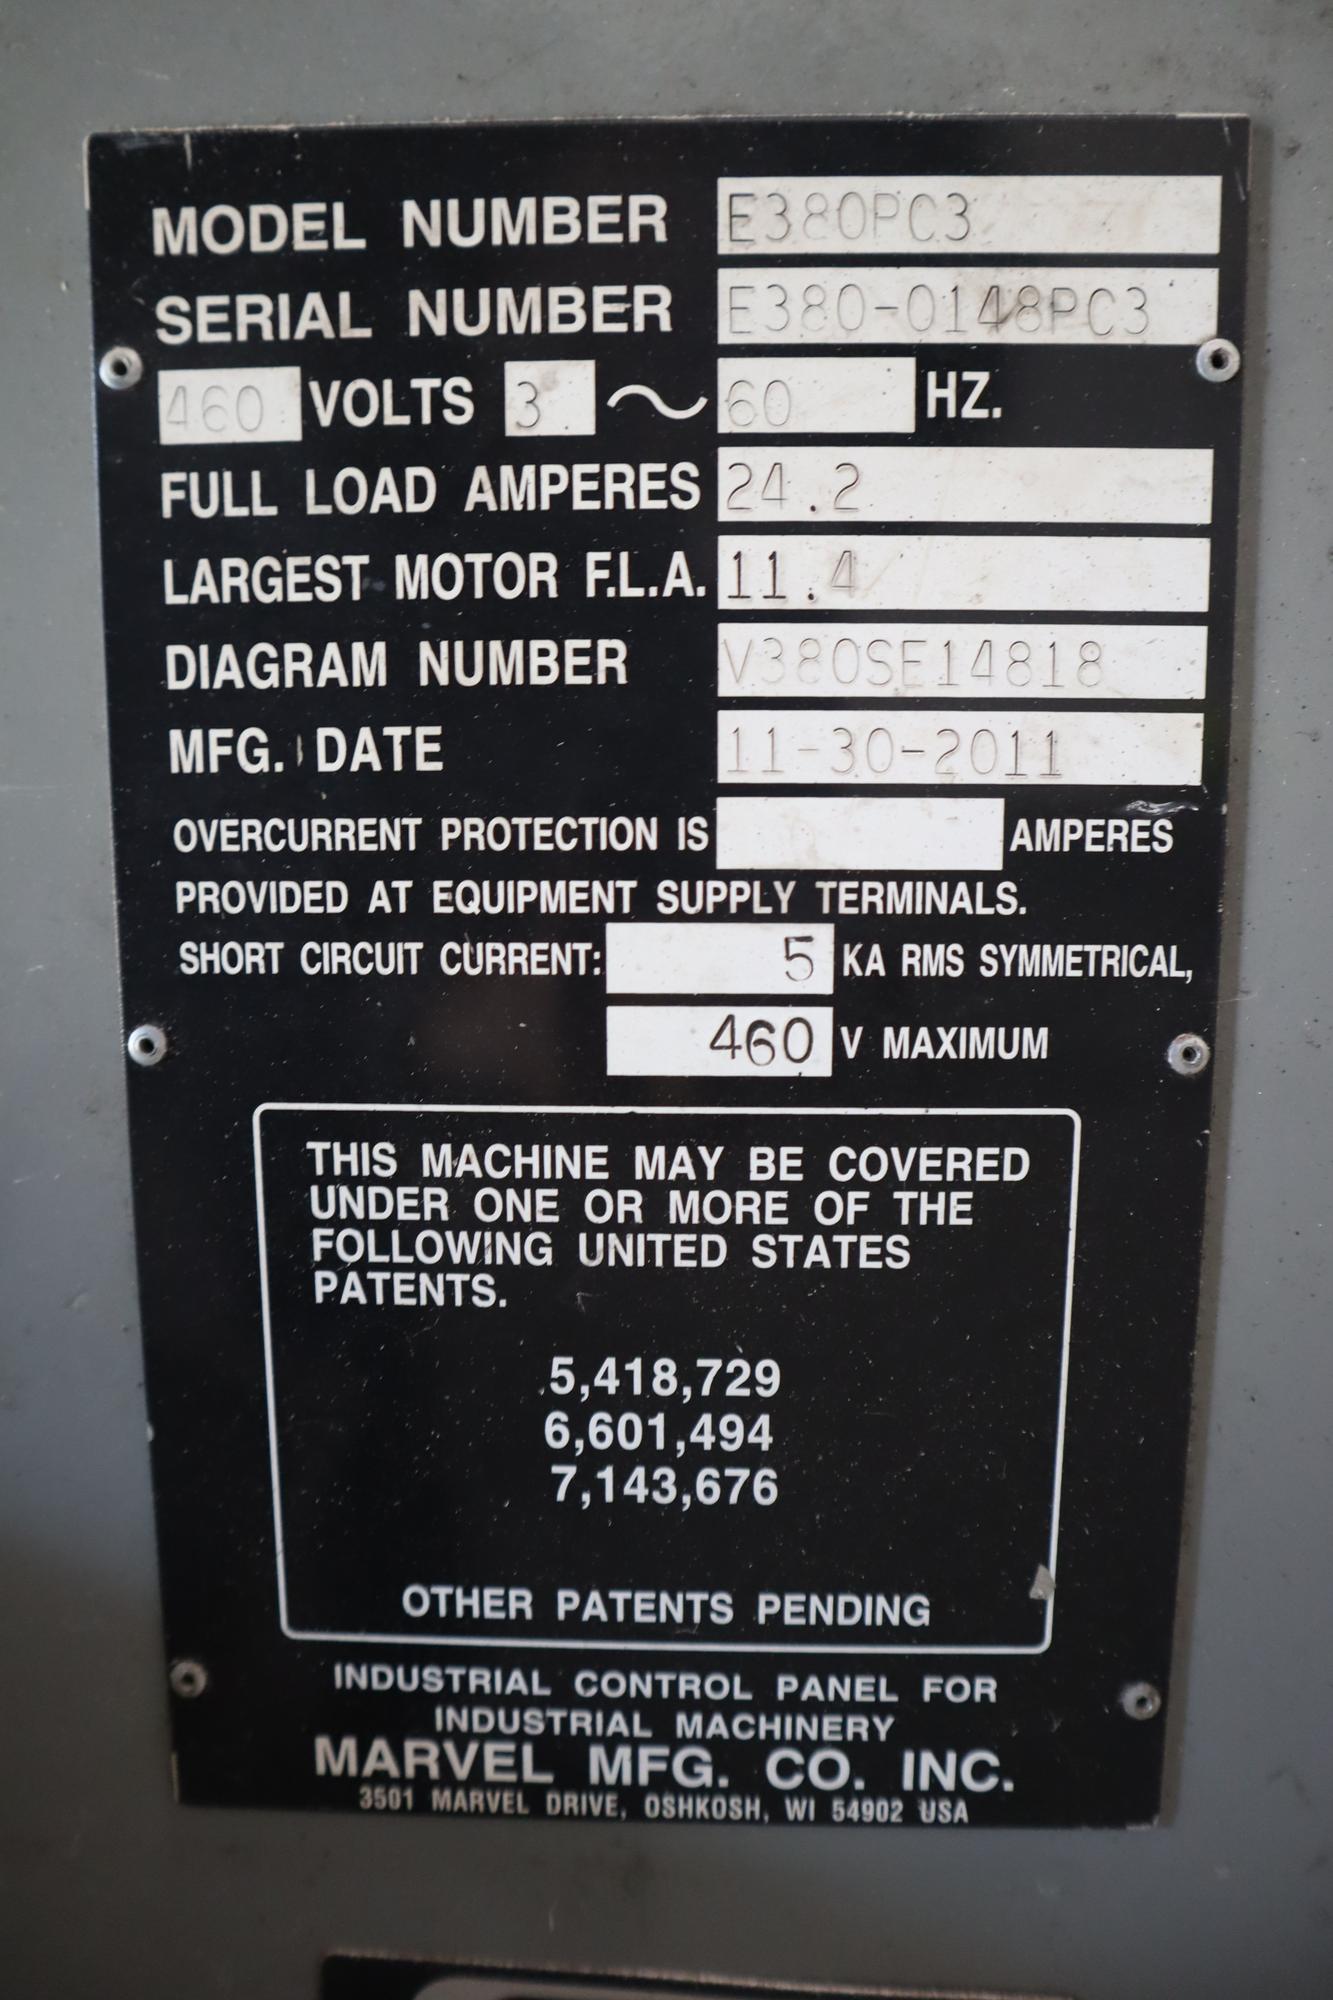 MODEL NUMBER E380PC3
SERIAL NUMBER E380-0148PC3
460 VOLTS 3 ~ 60 HZ.
FULL LOAD AMPERES 24.2
LARGEST MOTOR F.L.A. 11.4
DIAGRAM NUMBER V380SE14818
MFG. DATE 11-30-2011
OVERCURRENT PROTECTION IS AMPERES
PROVIDED AT EQUIPMENT SUPPLY TERMINALS.
SHORT CIRCUIT CURRENT: 5 KA RMS SYMMETRICAL,
460 V MAXIMUM
THIS MACHINE MAY BE COVERED
UNDER ONE OR MORE OF THE
FOLLOWING UNITED STATES
PATENTS.
5,418,729
6,601,494
7,143,676
OTHER PATENTS PENDING
INDUSTRIAL CONTROL PANEL FOR
INDUSTRIAL MACHINERY
MARVEL MFG. CO. INC.
3501 MARVEL DRIVE, OSHKOSH, WI 54902 USA